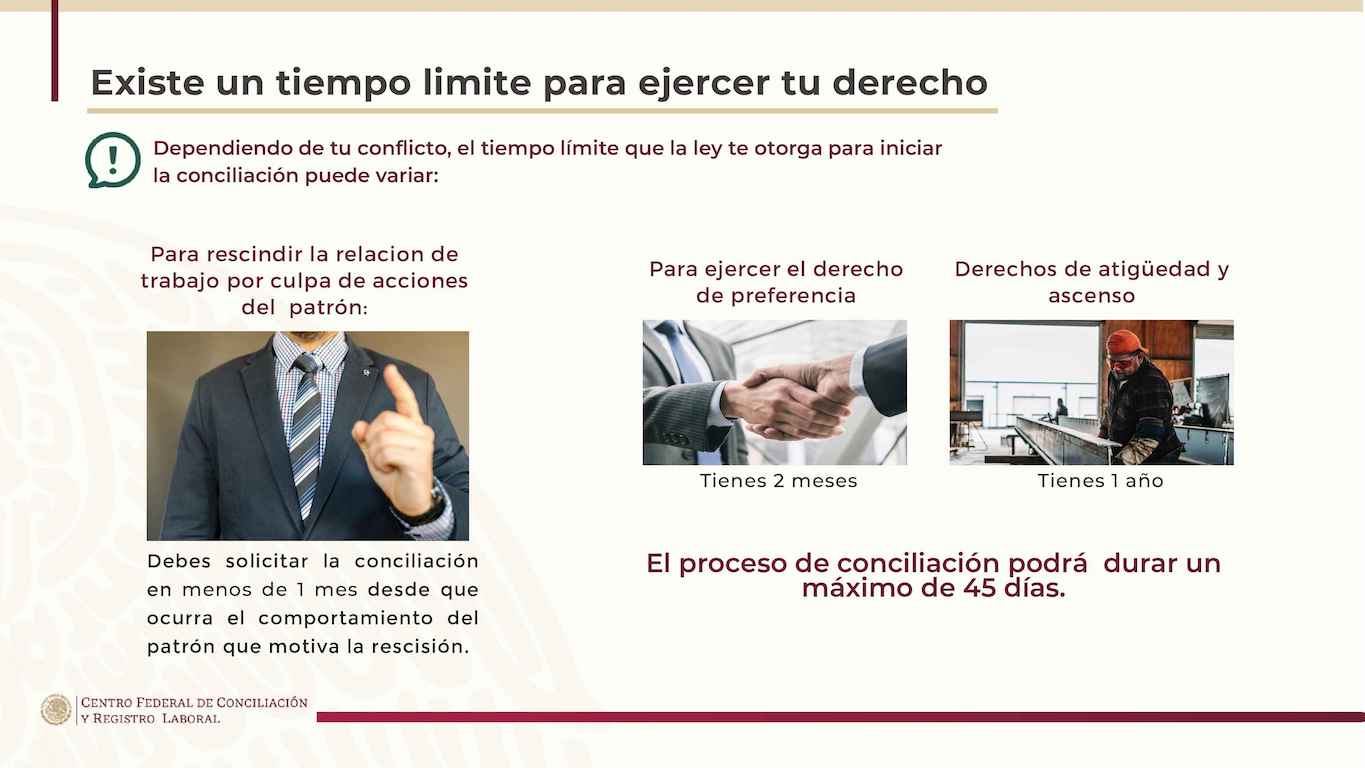 Existe un tiempo limite para ejercer tu derecho
!
Dependiendo de tu conflicto, el tiempo límite que la ley te otorga para iniciar
la conciliación puede variar:
Para rescindir la relacion de
trabajo por culpa de acciones
del patrón:
Debes solicitar la conciliación
en menos de 1 mes desde que
ocurra el comportamiento del
patrón que motiva la rescisión.
Para ejercer el derecho
de preferencia
Tienes 2 meses
Derechos de atigüedad y
ascenso
Tienes 1 año
El proceso de conciliación podrá durar un
máximo de 45 días.
CENTRO FEDERAL DE CONCILIACIÓN
Y REGISTRO LABORAL